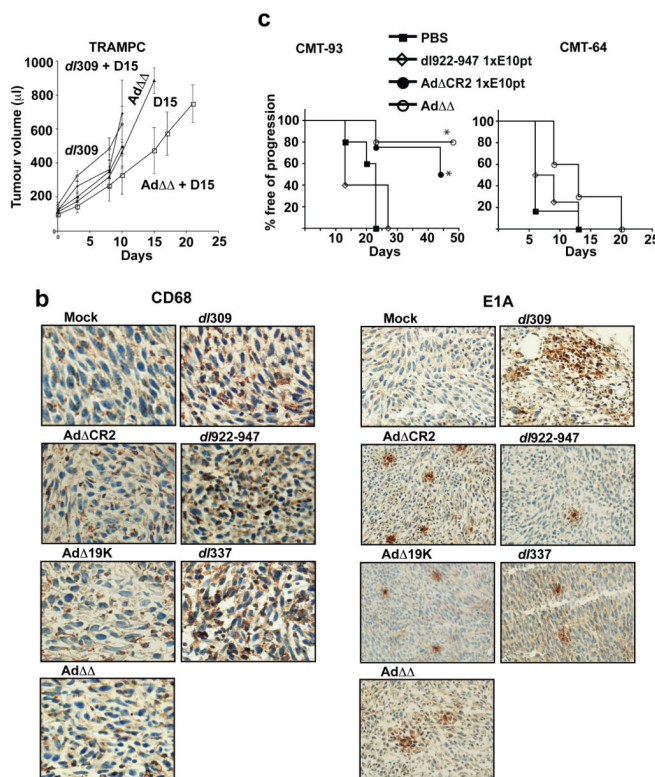 TRAMPC
Tumour volume (µl)
1000
800
600
400
200
0
0
5
10
15
20
25
Days
dl309 + D15
AdΔΔ
D15
dl309
AdΔΔ + D15
c
CMT-93
PBS
dl922-947 1xE10pt
AdΔCR2 1xE10pt
AdΔΔ
CMT-64
% free of progression
100
80
60
40
20
10
20
30
40
50
Days
*
*
100
80
60
40
20
0
5
10
15
20
25
Days
b
CD68
Mock
dl309
AdΔCR2
dl922-947
AdΔ19K
dl337
AdΔΔ
E1A
Mock
dl309
AdΔCR2
dl922-947
AdΔ19K
dl337
AdΔΔ